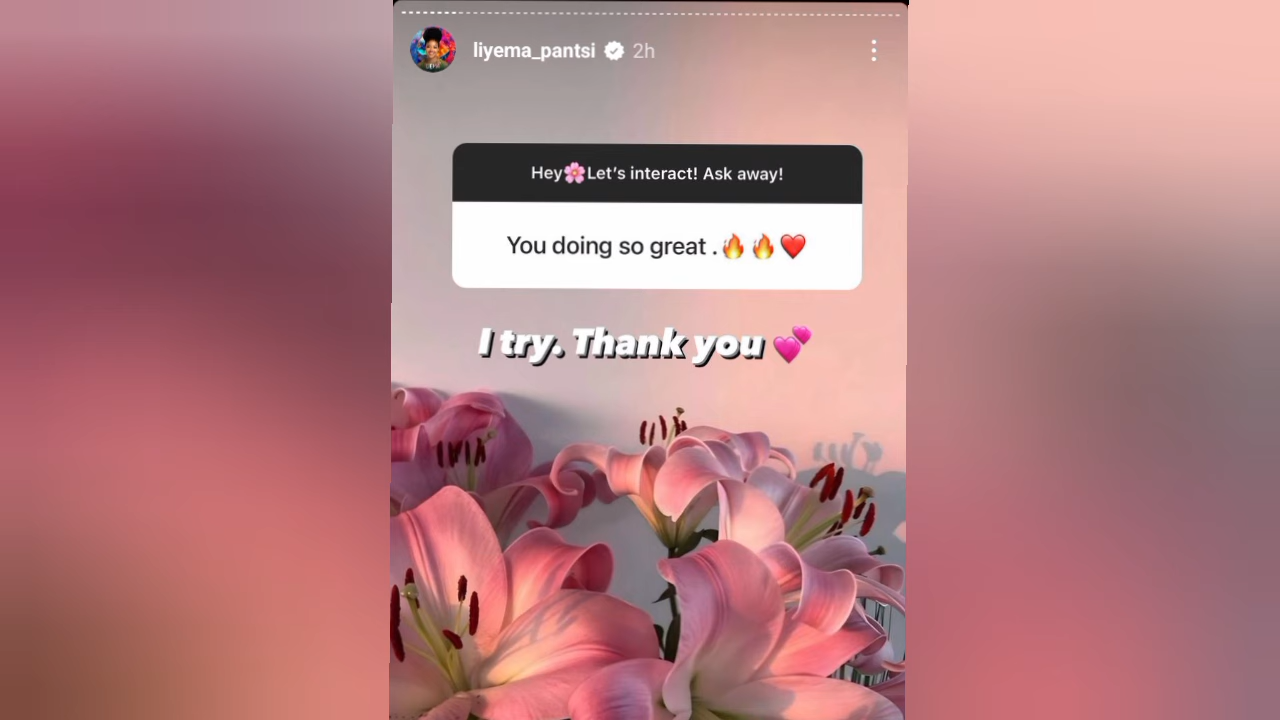 liyema_pantsi 2h
Hey🌸Let's interact! Ask away!
You doing so great .🔥🔥❤️
I try. Thank you 💕